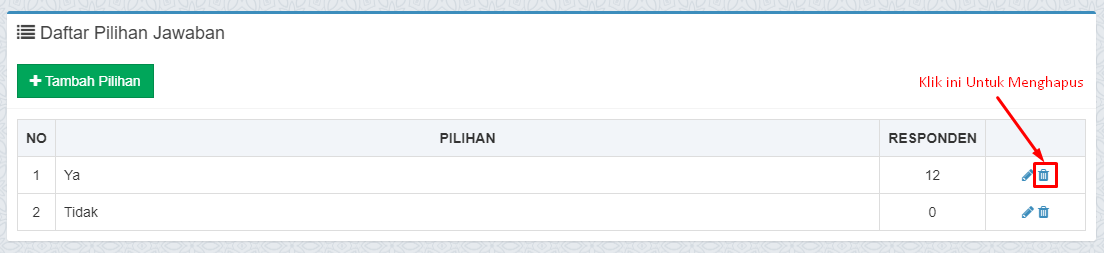 Daftar Pilihan Jawaban
+ Tambah Pilihan
Klik ini Untuk Menghapus
NO PILIHAN RESPONDEN
1 Ya 12
2 Tidak 0